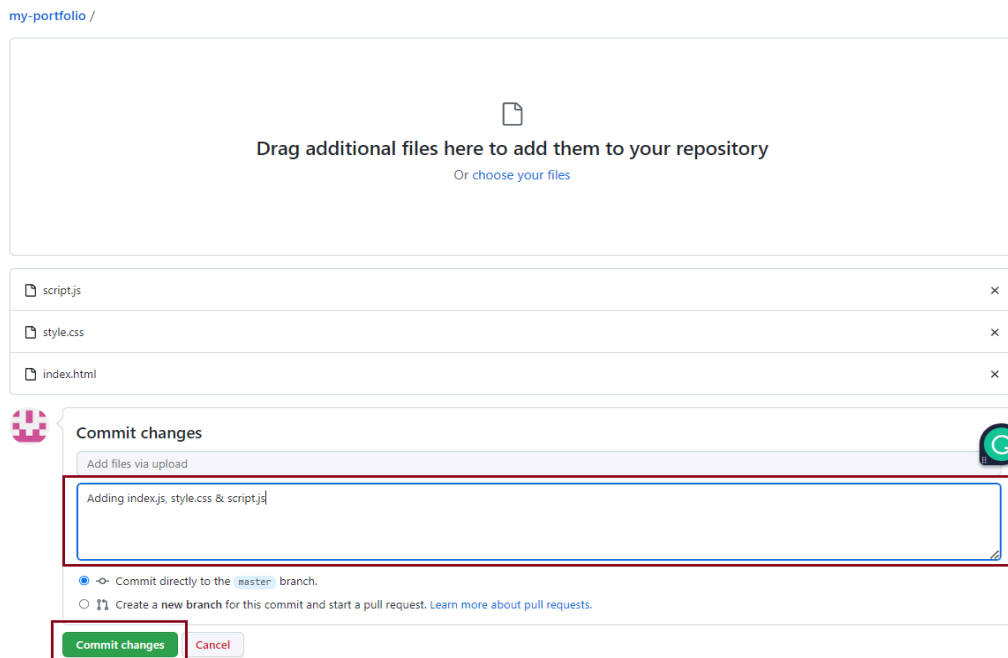 my-portfolio /
Drag additional files here to add them to your repository
Or choose your files
script.js
style.css
index.html
Commit changes
Add files via upload
Adding index.js, style.css & script.js
Commit directly to the master branch.
Create a new branch for this commit and start a pull request. Learn more about pull requests.
Commit changes Cancel